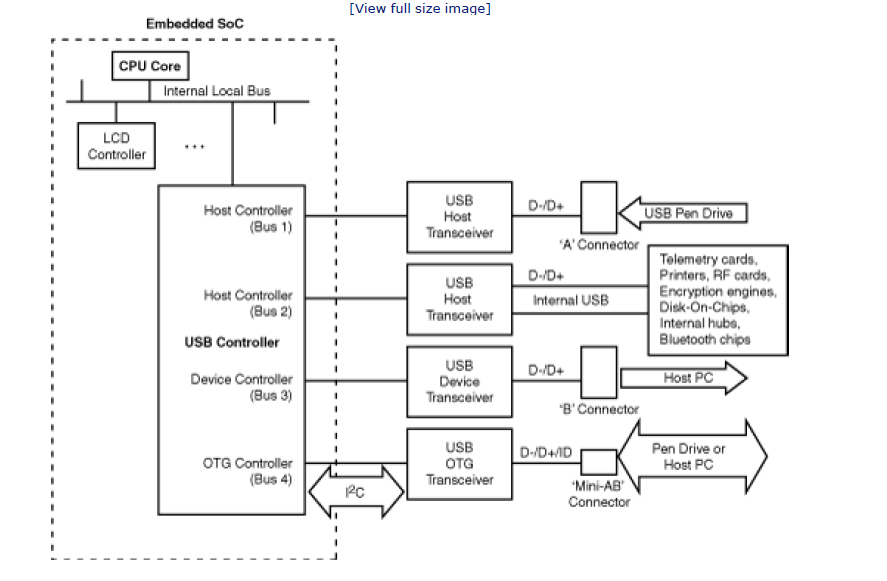 [View full size image]
Embedded SoC
CPU Core
Internal Local Bus
LCD
Controller
...
Host Controller
(Bus 1)
USB
Host
Transceiver
D-/D+
'A' Connector
USB Pen Drive
Host Controller
(Bus 2)
USB
Host
Transceiver
D-/D+
Internal USB
Telemetry cards,
Printers, RF cards,
Encryption engines,
Disk-On-Chips,
Internal hubs,
Bluetooth chips
USB Controller
Device Controller
(Bus 3)
USB
Device
Transceiver
D-/D+
'B' Connector
Host PC
OTG Controller
(Bus 4)
I²C
USB
OTG
Transceiver
D-/D+/ID
'Mini-AB'
Connector
Pen Drive or
Host PC